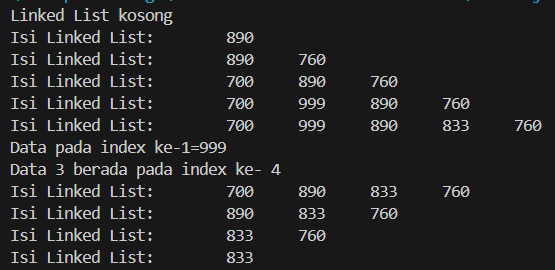 Linked List kosong
Isi Linked List: 890
Isi Linked List: 890 760
Isi Linked List: 700 890 760
Isi Linked List: 700 999 890 760
Isi Linked List: 700 999 890 833 760
Data pada index ke-1=999
Data 3 berada pada index ke- 4
Isi Linked List: 700 890 833 760
Isi Linked List: 890 833 760
Isi Linked List: 833 760
Isi Linked List: 833